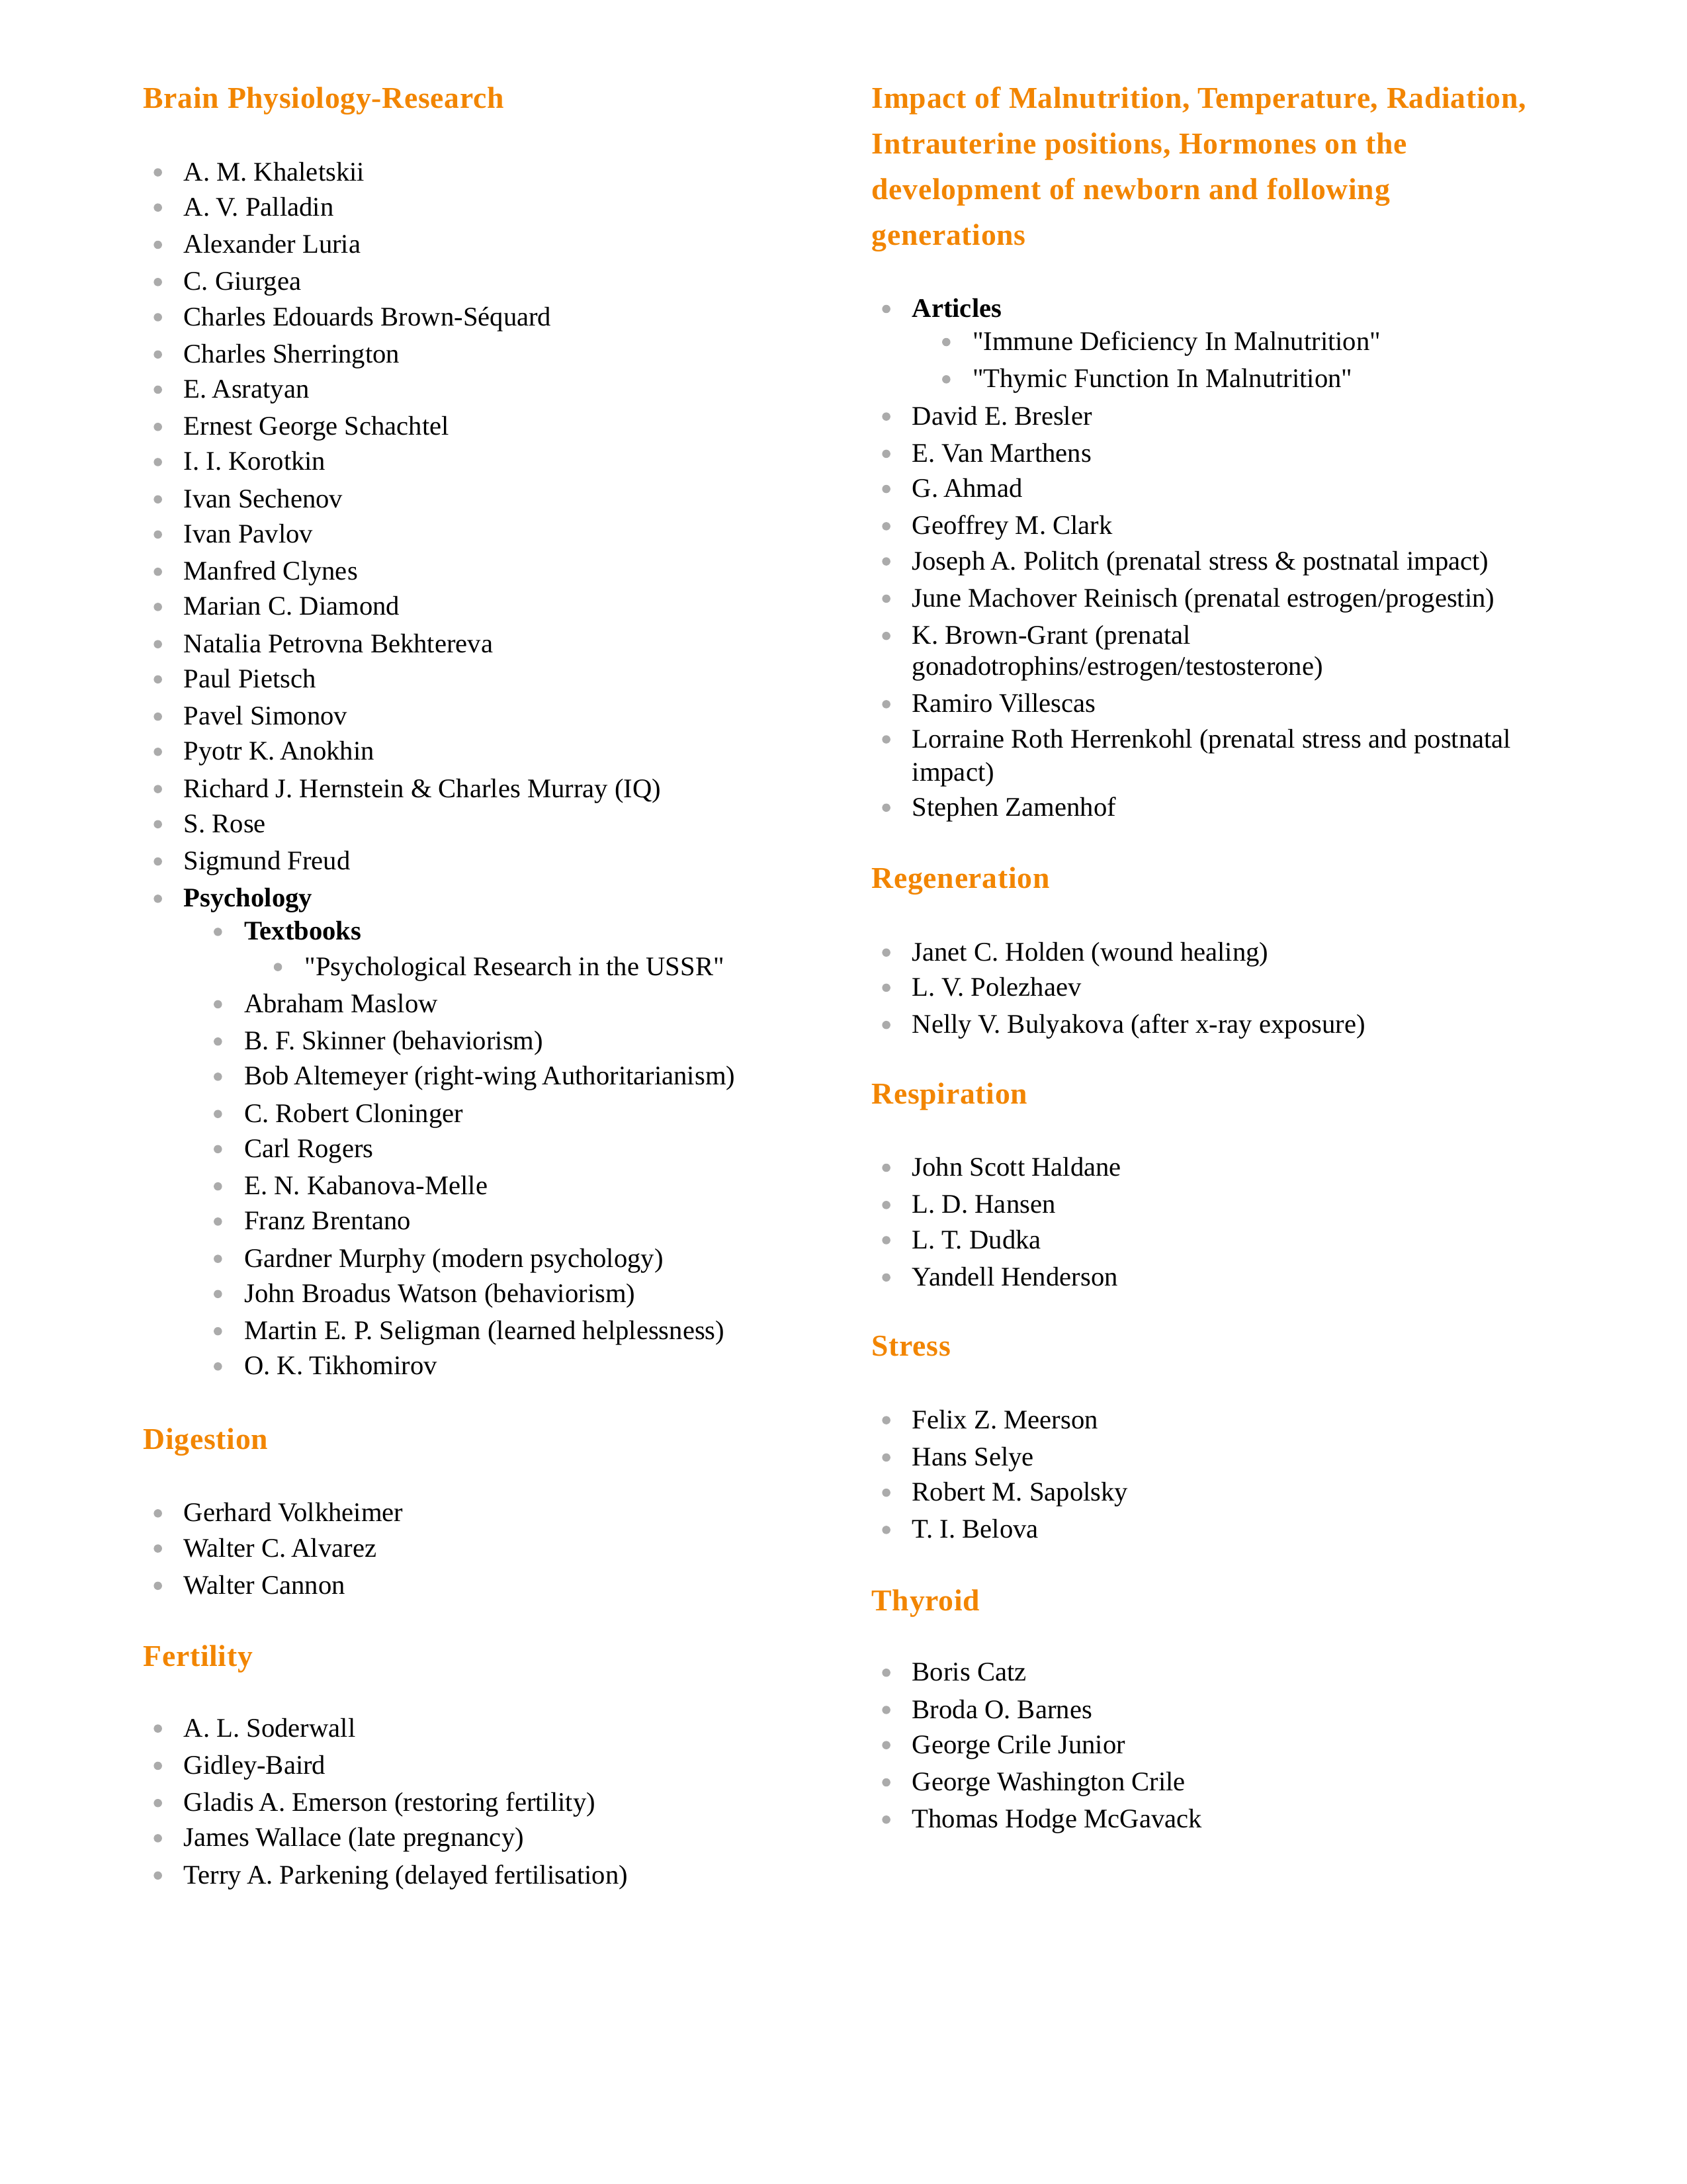 Brain Physiology-Research
A. M. Khaletskii
A. V. Palladin
Alexander Luria
C. Giurgea
Charles Edouards Brown-Séquard
Charles Sherrington
E. Asratyan
Ernest George Schachtel
I. I. Korotkin
Ivan Sechenov
Ivan Pavlov
Manfred Clynes
Marian C. Diamond
Natalia Petrovna Bekhtereva
Paul Pietsch
Pavel Simonov
Pyotr K. Anokhin
Richard J. Hernstein & Charles Murray (IQ)
S. Rose
Sigmund Freud
Psychology
Textbooks
"Psychological Research in the USSR"
Abraham Maslow
B. F. Skinner (behaviorism)
Bob Altemeyer (right-wing Authoritarianism)
C. Robert Cloninger
Carl Rogers
E. N. Kabanova-Melle
Franz Brentano
Gardner Murphy (modern psychology)
John Broadus Watson (behaviorism)
Martin E. P. Seligman (learned helplessness)
O. K. Tikhomirov
Digestion
Gerhard Volkheimer
Walter C. Alvarez
Walter Cannon
Fertility
A. L. Soderwall
Gidley-Baird
Gladis A. Emerson (restoring fertility)
James Wallace (late pregnancy)
Terry A. Parkening (delayed fertilisation)
Impact of Malnutrition, Temperature, Radiation,
Intrauterine positions, Hormones on the
development of newborn and following
generations
Articles
"Immune Deficiency In Malnutrition"
"Thymic Function In Malnutrition"
David E. Bresler
E. Van Marthens
G. Ahmad
Geoffrey M. Clark
Joseph A. Politch (prenatal stress & postnatal impact)
June Machover Reinisch (prenatal estrogen/progestin)
K. Brown-Grant (prenatal
gonadotrophins/estrogen/testosterone)
Ramiro Villescas
Lorraine Roth Herrenkohl (prenatal stress and postnatal
impact)
Stephen Zamenhof
Regeneration
Janet C. Holden (wound healing)
L. V. Polezhaev
Nelly V. Bulyakova (after x-ray exposure)
Respiration
John Scott Haldane
L. D. Hansen
L. T. Dudka
Yandell Henderson
Stress
Felix Z. Meerson
Hans Selye
Robert M. Sapolsky
T. I. Belova
Thyroid
Boris Catz
Broda O. Barnes
George Crile Junior
George Washington Crile
Thomas Hodge McGavack